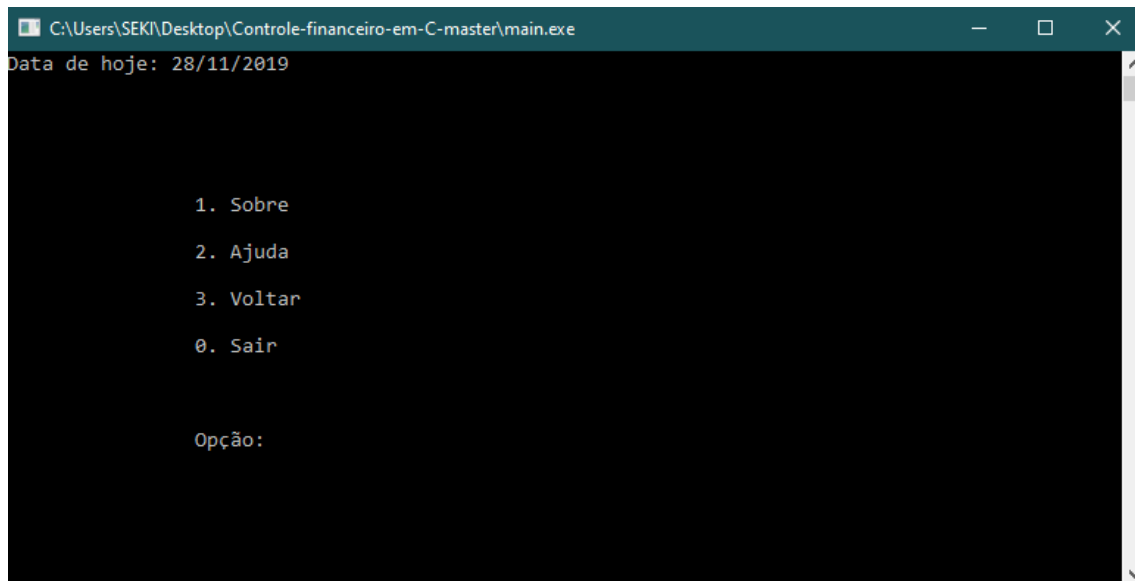 C:\Users\SEKI\Desktop\Controle-financeiro-em-C-master\main.exe
Data de hoje: 28/11/2019
1. Sobre
2. Ajuda
3. Voltar
0. Sair
Opção: